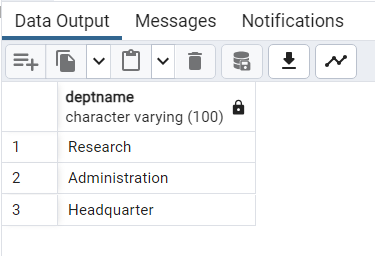 Data Output Messages Notifications
deptname
character varying (100)
1 Research
2 Administration
3 Headquarter